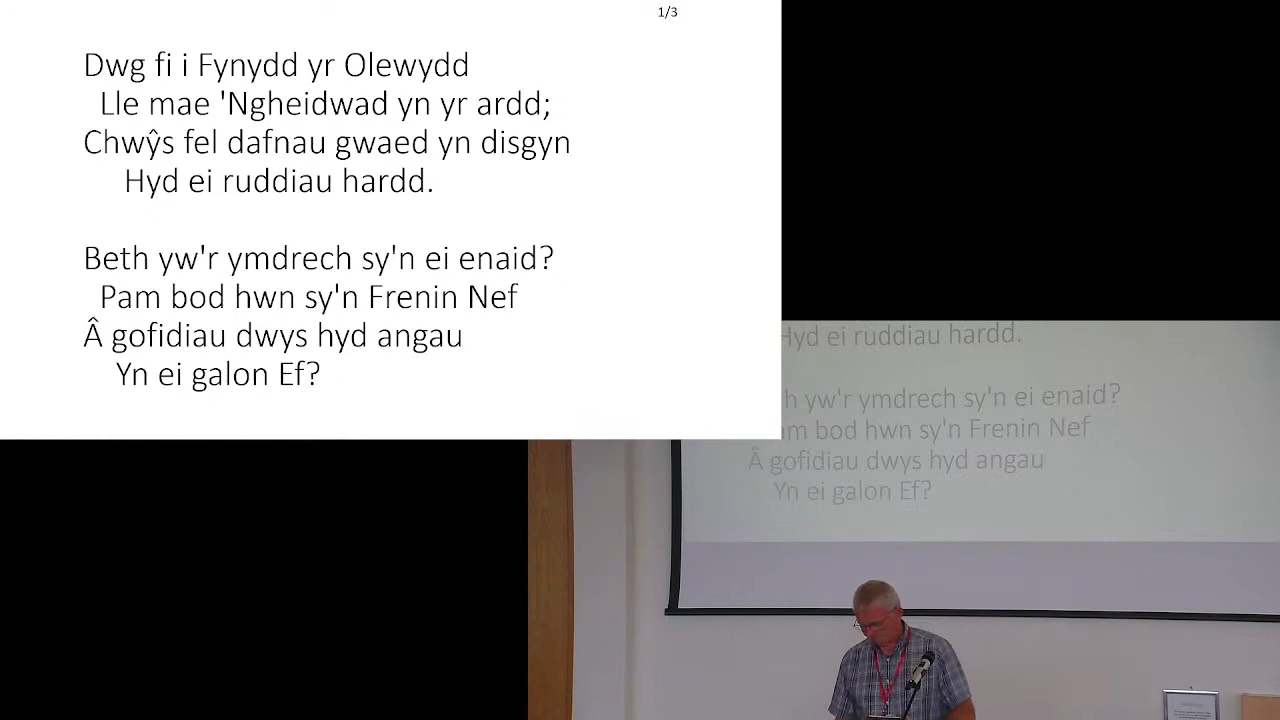 1/3
Dwg fi i Fynydd yr Olewydd
Lle mae 'Ngheidwad yn yr ardd;
Chwŷs fel dafnau gwaed yn disgyn
Hyd ei ruddiau hardd.
Beth yw'r ymdrech sy'n ei enaid?
Pam bod hwn sy'n Frenin Nef
Â gofidiau dwys hyd angau
Yn ei galon Ef?
Hyd ei ruddiau hardd.
yw'r ymdrech sy'n ei enaid?
bod hwn sy'n Frenin Nef
Â gofidiau dwys hyd angau
Yn ei galon Ef?